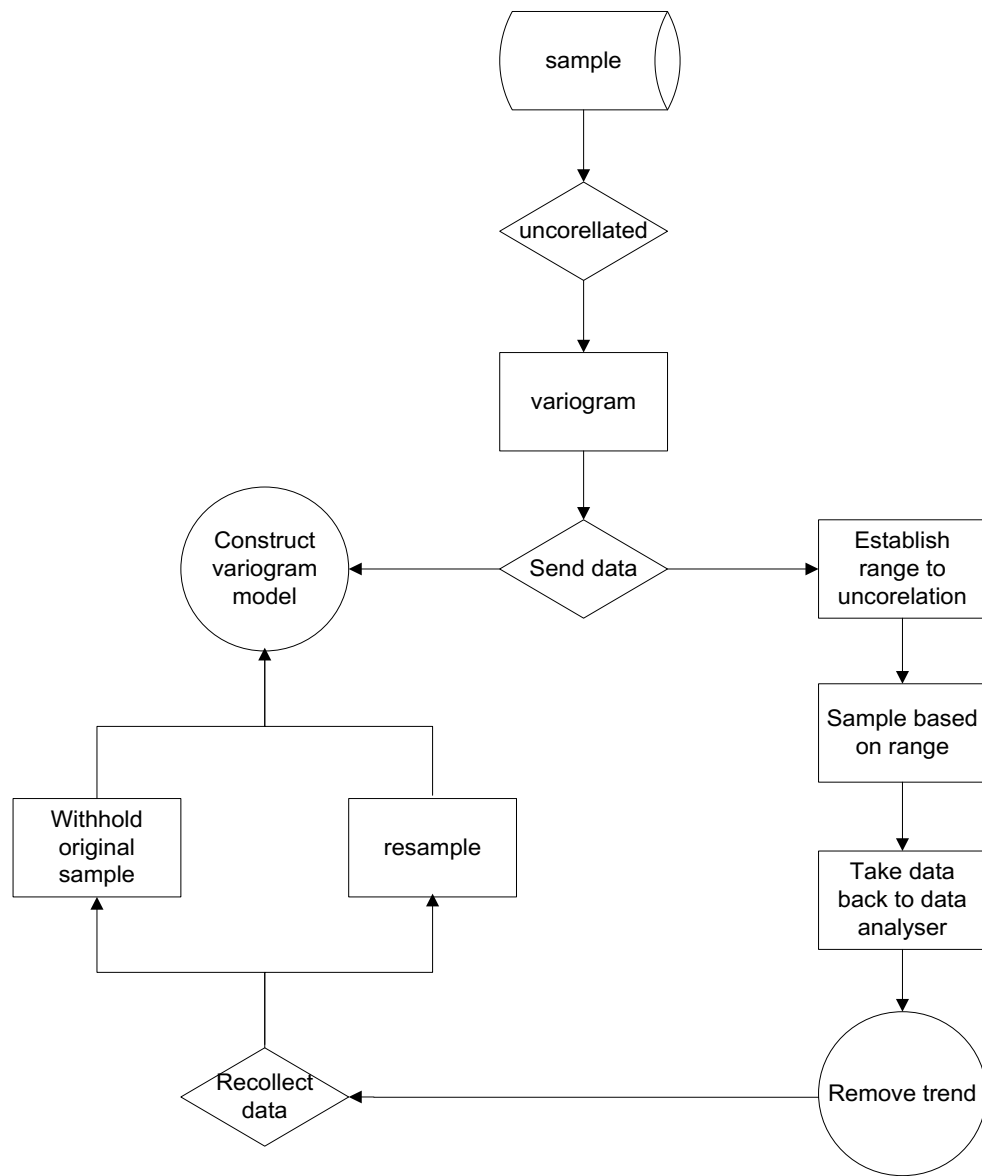 sample
uncorellated
variogram
Send data
Construct
variogram
model
Establish
range to
uncorelation
Sample based
on range
Withhold
original
sample
resample
Take data
back to data
analyser
Recollect
data
Remove trend